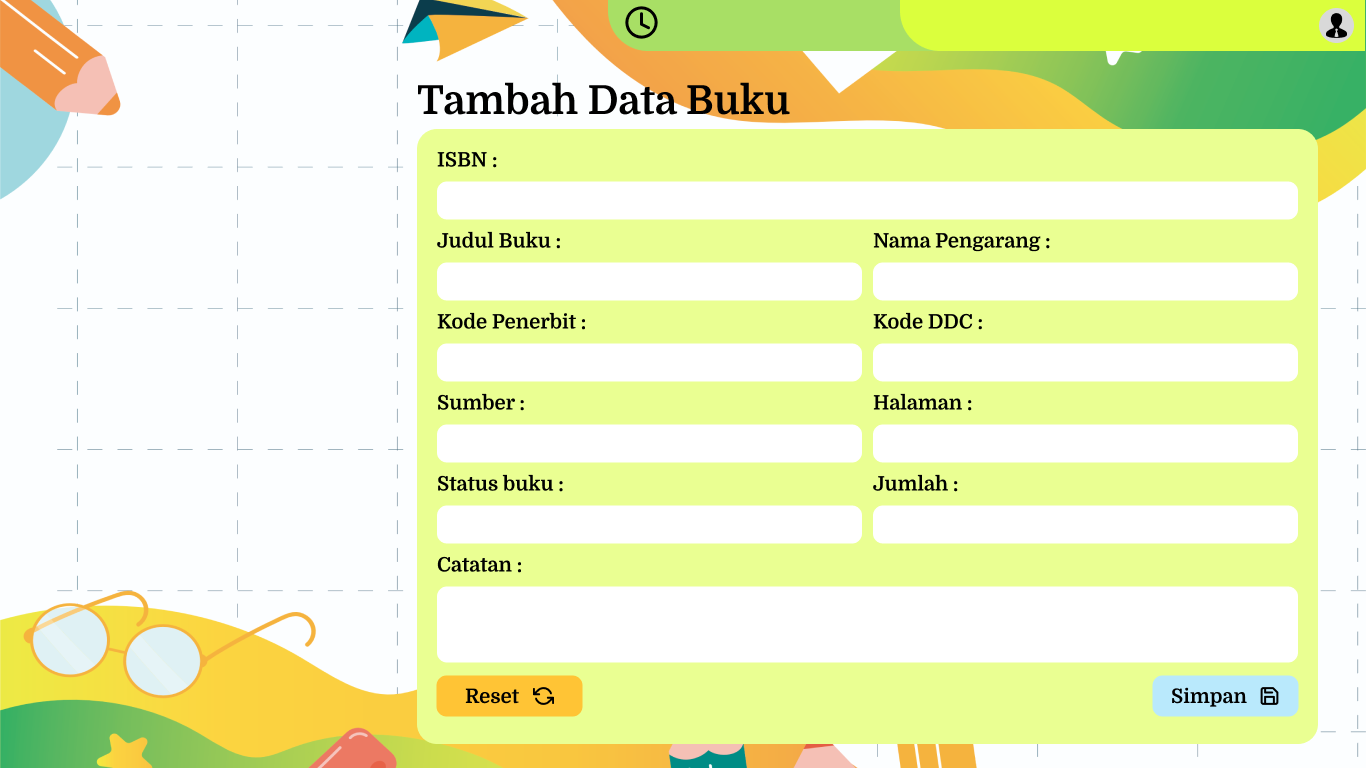 Tambah Data Buku
ISBN :
Judul Buku : Nama Pengarang :
Kode Penerbit : Kode DDC :
Sumber : Halaman :
Status buku : Jumlah :
Catatan :
Reset Simpan